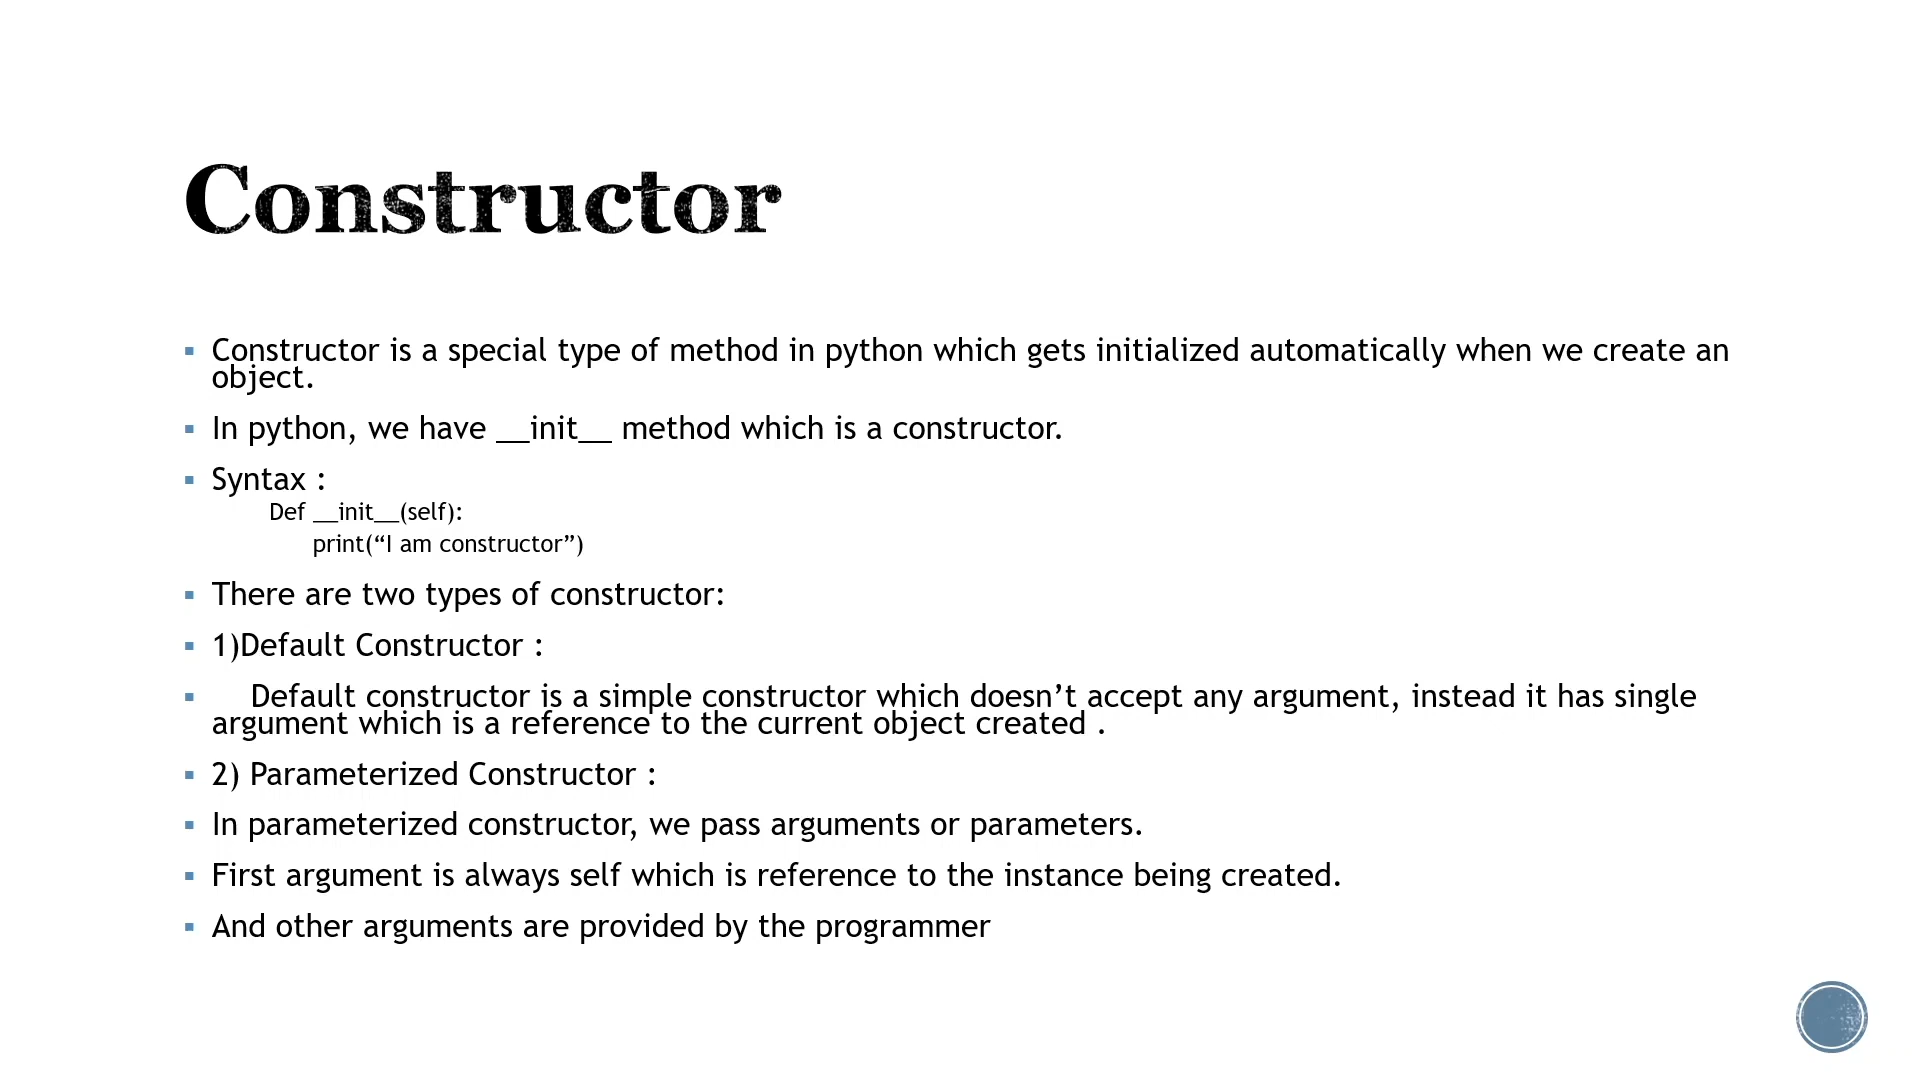 Constructor
▪ Constructor is a special type of method in python which gets initialized automatically when we create an
object.
▪ In python, we have __init__ method which is a constructor.
▪ Syntax :
Def __init__(self):
print(“I am constructor”)
▪ There are two types of constructor:
▪ 1)Default Constructor :
▪ Default constructor is a simple constructor which doesn’t accept any argument, instead it has single
argument which is a reference to the current object created .
▪ 2) Parameterized Constructor :
▪ In parameterized constructor, we pass arguments or parameters.
▪ First argument is always self which is reference to the instance being created.
▪ And other arguments are provided by the programmer